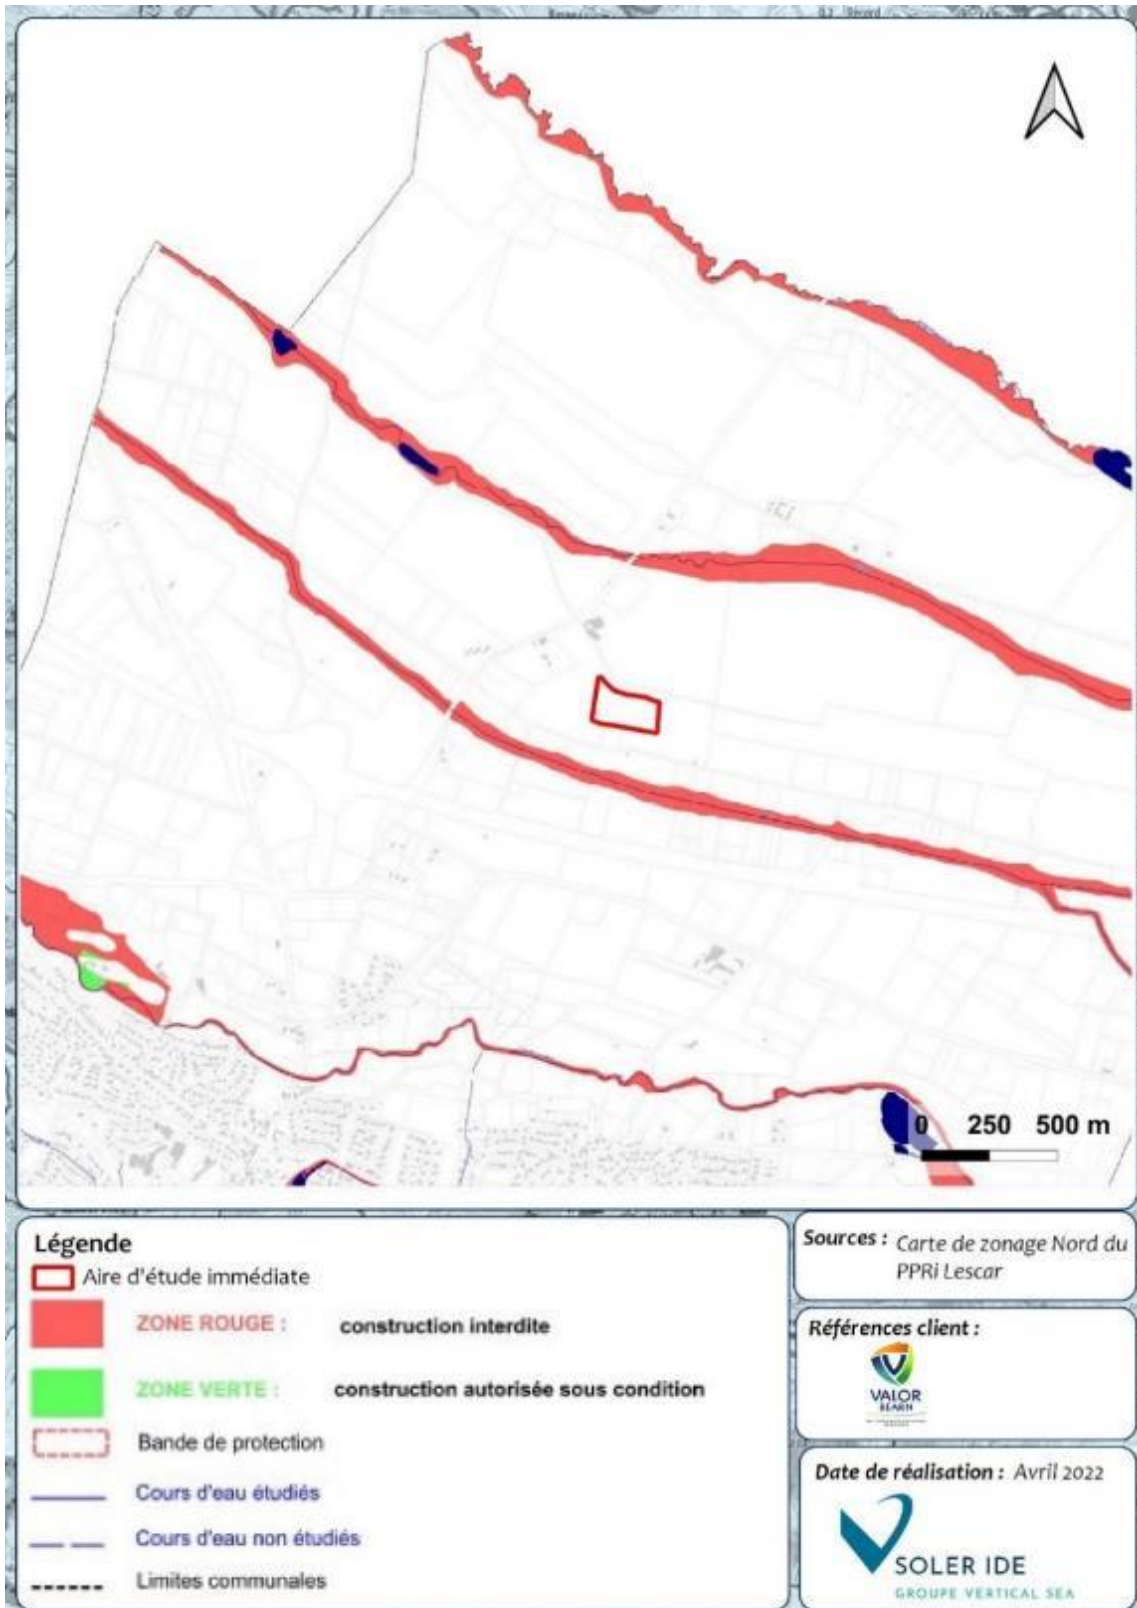 0 250 500 m
Légende
Aire d'étude immédiate
ZONE ROUGE : construction interdite
ZONE VERTE : construction autorisée sous condition
Bande de protection
Cours d'eau étudiés
Cours d'eau non étudiés
Limites communales
Sources : Carte de zonage Nord du
PPRi Lescar
Références client :
VALOR
BEARN
Date de réalisation : Avril 2022
SOLER IDE
GROUPE VERTICAL SEA